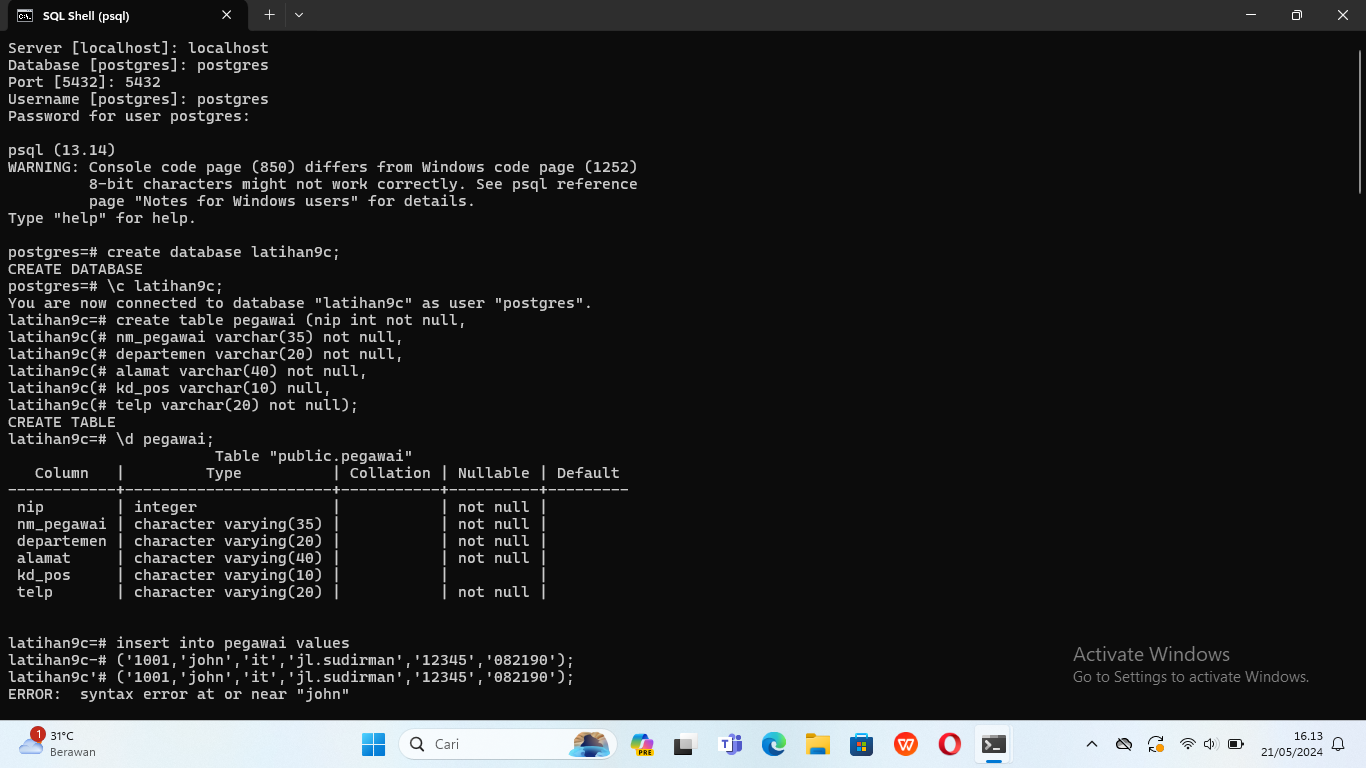 SQL Shell (psql)
Server [localhost]: localhost
Database [postgres]: postgres
Port [5432]: 5432
Username [postgres]: postgres
Password for user postgres:
psql (13.14)
WARNING: Console code page (850) differs from Windows code page (1252)
         8-bit characters might not work correctly. See psql reference
         page "Notes for Windows users" for details.
Type "help" for help.
postgres=# create database latihan9c;
CREATE DATABASE
postgres=# \c latihan9c;
You are now connected to database "latihan9c" as user "postgres".
latihan9c=# create table pegawai (nip int not null,
latihan9c(# nm_pegawai varchar(35) not null,
latihan9c(# departemen varchar(20) not null,
latihan9c(# alamat varchar(40) not null,
latihan9c(# kd_pos varchar(10) null,
latihan9c(# telp varchar(20) not null);
CREATE TABLE
latihan9c=# \d pegawai;
                       Table "public.pegawai"
   Column   |         Type          | Collation | Nullable | Default
------------+-----------------------+-----------+----------+---------
 nip        | integer               |           | not null |
 nm_pegawai | character varying(35) |           | not null |
 departemen | character varying(20) |           | not null |
 alamat     | character varying(40) |           | not null |
 kd_pos     | character varying(10) |           |          |
 telp       | character varying(20) |           | not null |
latihan9c=# insert into pegawai values
latihan9c-# ('1001,'john','it','jl.sudirman','12345','082190');
latihan9c'# ('1001,'john','it','jl.sudirman','12345','082190');
ERROR:  syntax error at or near "john"
Activate Windows
Go to Settings to activate Windows.
1
31°C
Berawan
Cari
PRE
16.13
21/05/2024